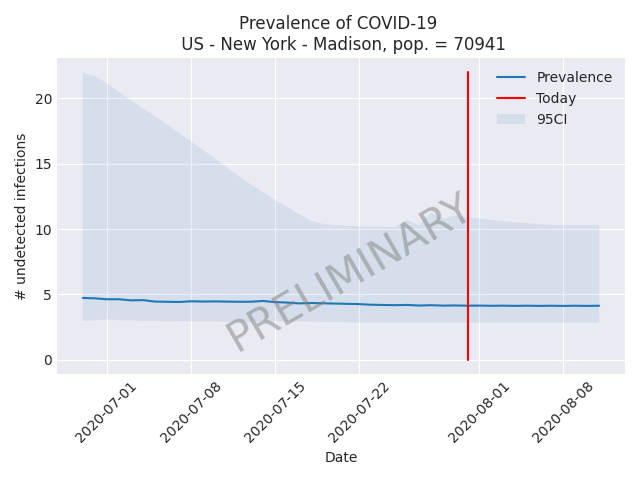 Prevalence of COVID-19
US - New York - Madison, pop. = 70941
Prevalence
Today
95CI
# undetected infections
20
15
10
5
0
PRELIMINARY
2020-07-01
2020-07-08
2020-07-15
2020-07-22
2020-08-01
2020-08-08
Date